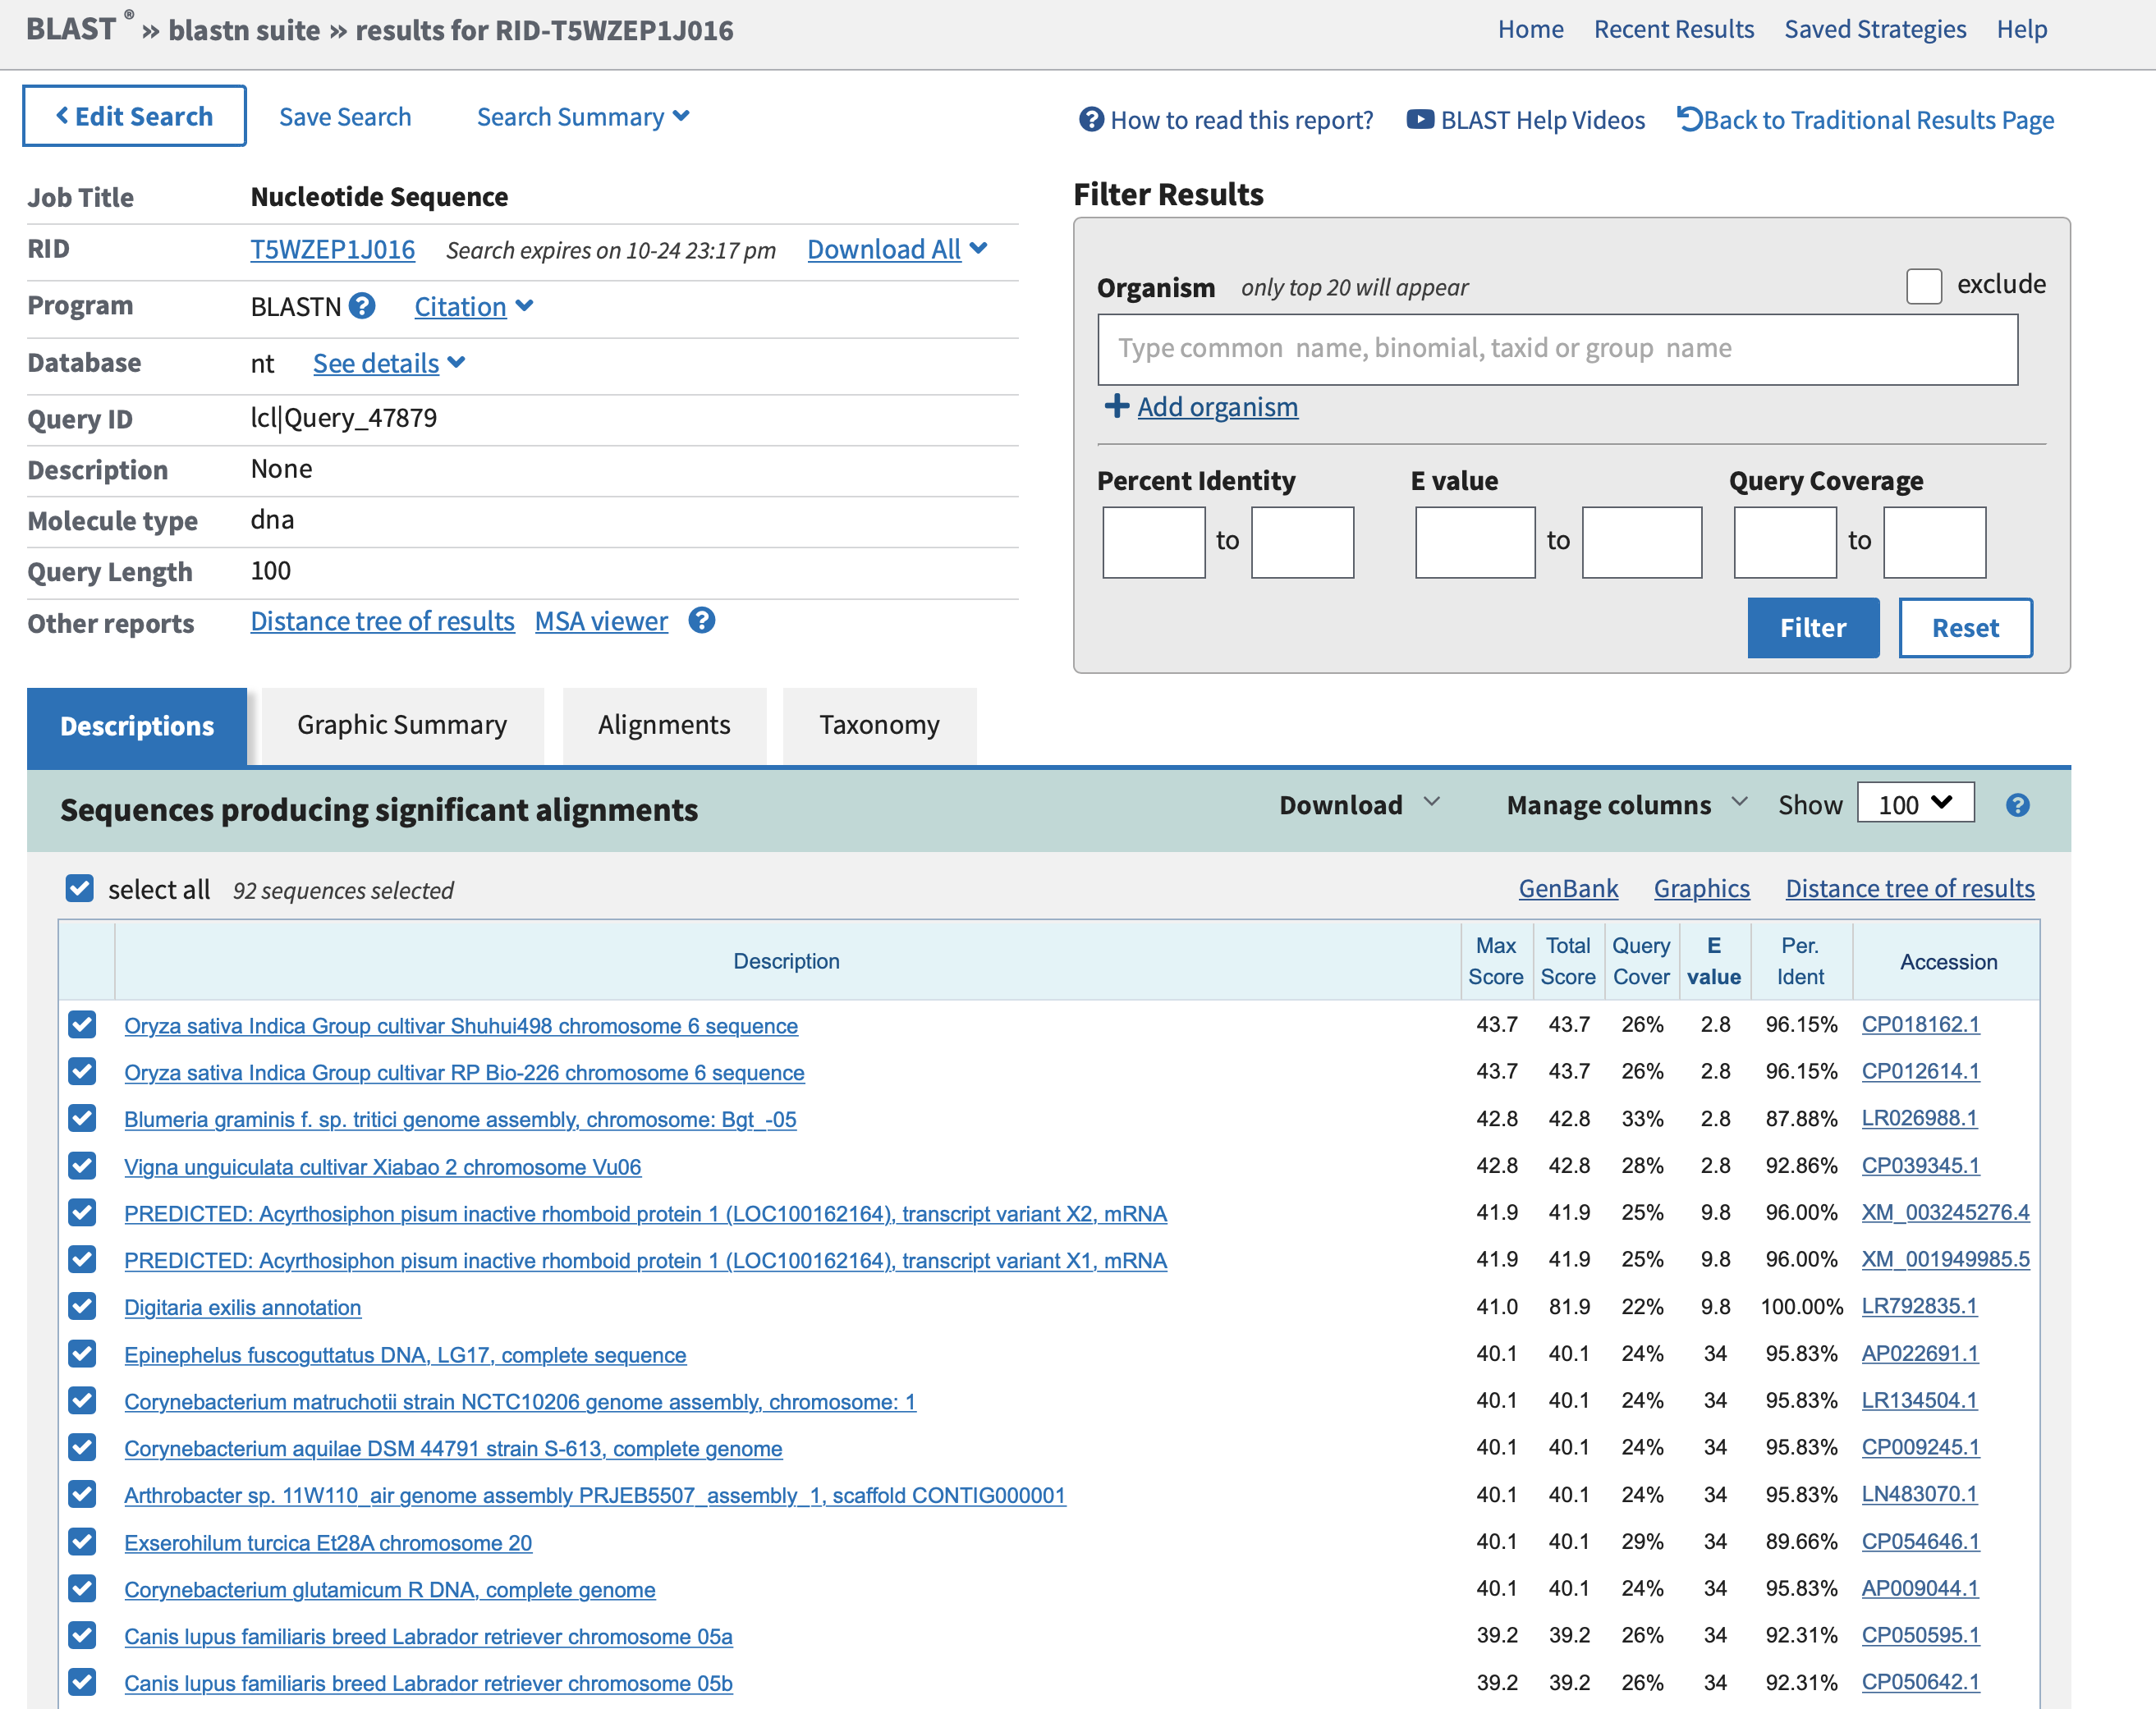 BLAST ® » blastn suite » results for RID-T5WZEP1J016
Home Recent Results Saved Strategies Help
Edit Search Save Search Search Summary
How to read this report? BLAST Help Videos Back to Traditional Results Page
Job Title Nucleotide Sequence
RID T5WZEP1J016 Search expires on 10-24 23:17 pm Download All
Program BLASTN Citation
Database nt See details
Query ID lcl|Query_47879
Description None
Molecule type dna
Query Length 100
Other reports Distance tree of results MSA viewer
Filter Results
Organism only top 20 will appear exclude
Type common name, binomial, taxid or group name
+ Add organism
Percent Identity E value Query Coverage
to to to
Filter Reset
Descriptions Graphic Summary Alignments Taxonomy
Sequences producing significant alignments Download Manage columns Show 100
select all 92 sequences selected GenBank Graphics Distance tree of results
Description Max Score Total Score Query Cover E value Per. Ident Accession
Oryza sativa Indica Group cultivar Shuhui498 chromosome 6 sequence 43.7 43.7 26% 2.8 96.15% CP018162.1
Oryza sativa Indica Group cultivar RP Bio-226 chromosome 6 sequence 43.7 43.7 26% 2.8 96.15% CP012614.1
Blumeria graminis f. sp. tritici genome assembly, chromosome: Bgt_-05 42.8 42.8 33% 2.8 87.88% LR026988.1
Vigna unguiculata cultivar Xiabao 2 chromosome Vu06 42.8 42.8 28% 2.8 92.86% CP039345.1
PREDICTED: Acyrthosiphon pisum inactive rhomboid protein 1 (LOC100162164), transcript variant X2, mRNA 41.9 41.9 25% 9.8 96.00% XM_003245276.4
PREDICTED: Acyrthosiphon pisum inactive rhomboid protein 1 (LOC100162164), transcript variant X1, mRNA 41.9 41.9 25% 9.8 96.00% XM_001949985.5
Digitaria exilis annotation 41.0 81.9 22% 9.8 100.00% LR792835.1
Epinephelus fuscoguttatus DNA, LG17, complete sequence 40.1 40.1 24% 34 95.83% AP022691.1
Corynebacterium matruchotii strain NCTC10206 genome assembly, chromosome: 1 40.1 40.1 24% 34 95.83% LR134504.1
Corynebacterium aquilae DSM 44791 strain S-613, complete genome 40.1 40.1 24% 34 95.83% CP009245.1
Arthrobacter sp. 11W110_air genome assembly PRJEB5507_assembly_1, scaffold CONTIG000001 40.1 40.1 24% 34 95.83% LN483070.1
Exserohilum turcica Et28A chromosome 20 40.1 40.1 29% 34 89.66% CP054646.1
Corynebacterium glutamicum R DNA, complete genome 40.1 40.1 24% 34 95.83% AP009044.1
Canis lupus familiaris breed Labrador retriever chromosome 05a 39.2 39.2 26% 34 92.31% CP050595.1
Canis lupus familiaris breed Labrador retriever chromosome 05b 39.2 39.2 26% 34 92.31% CP050642.1